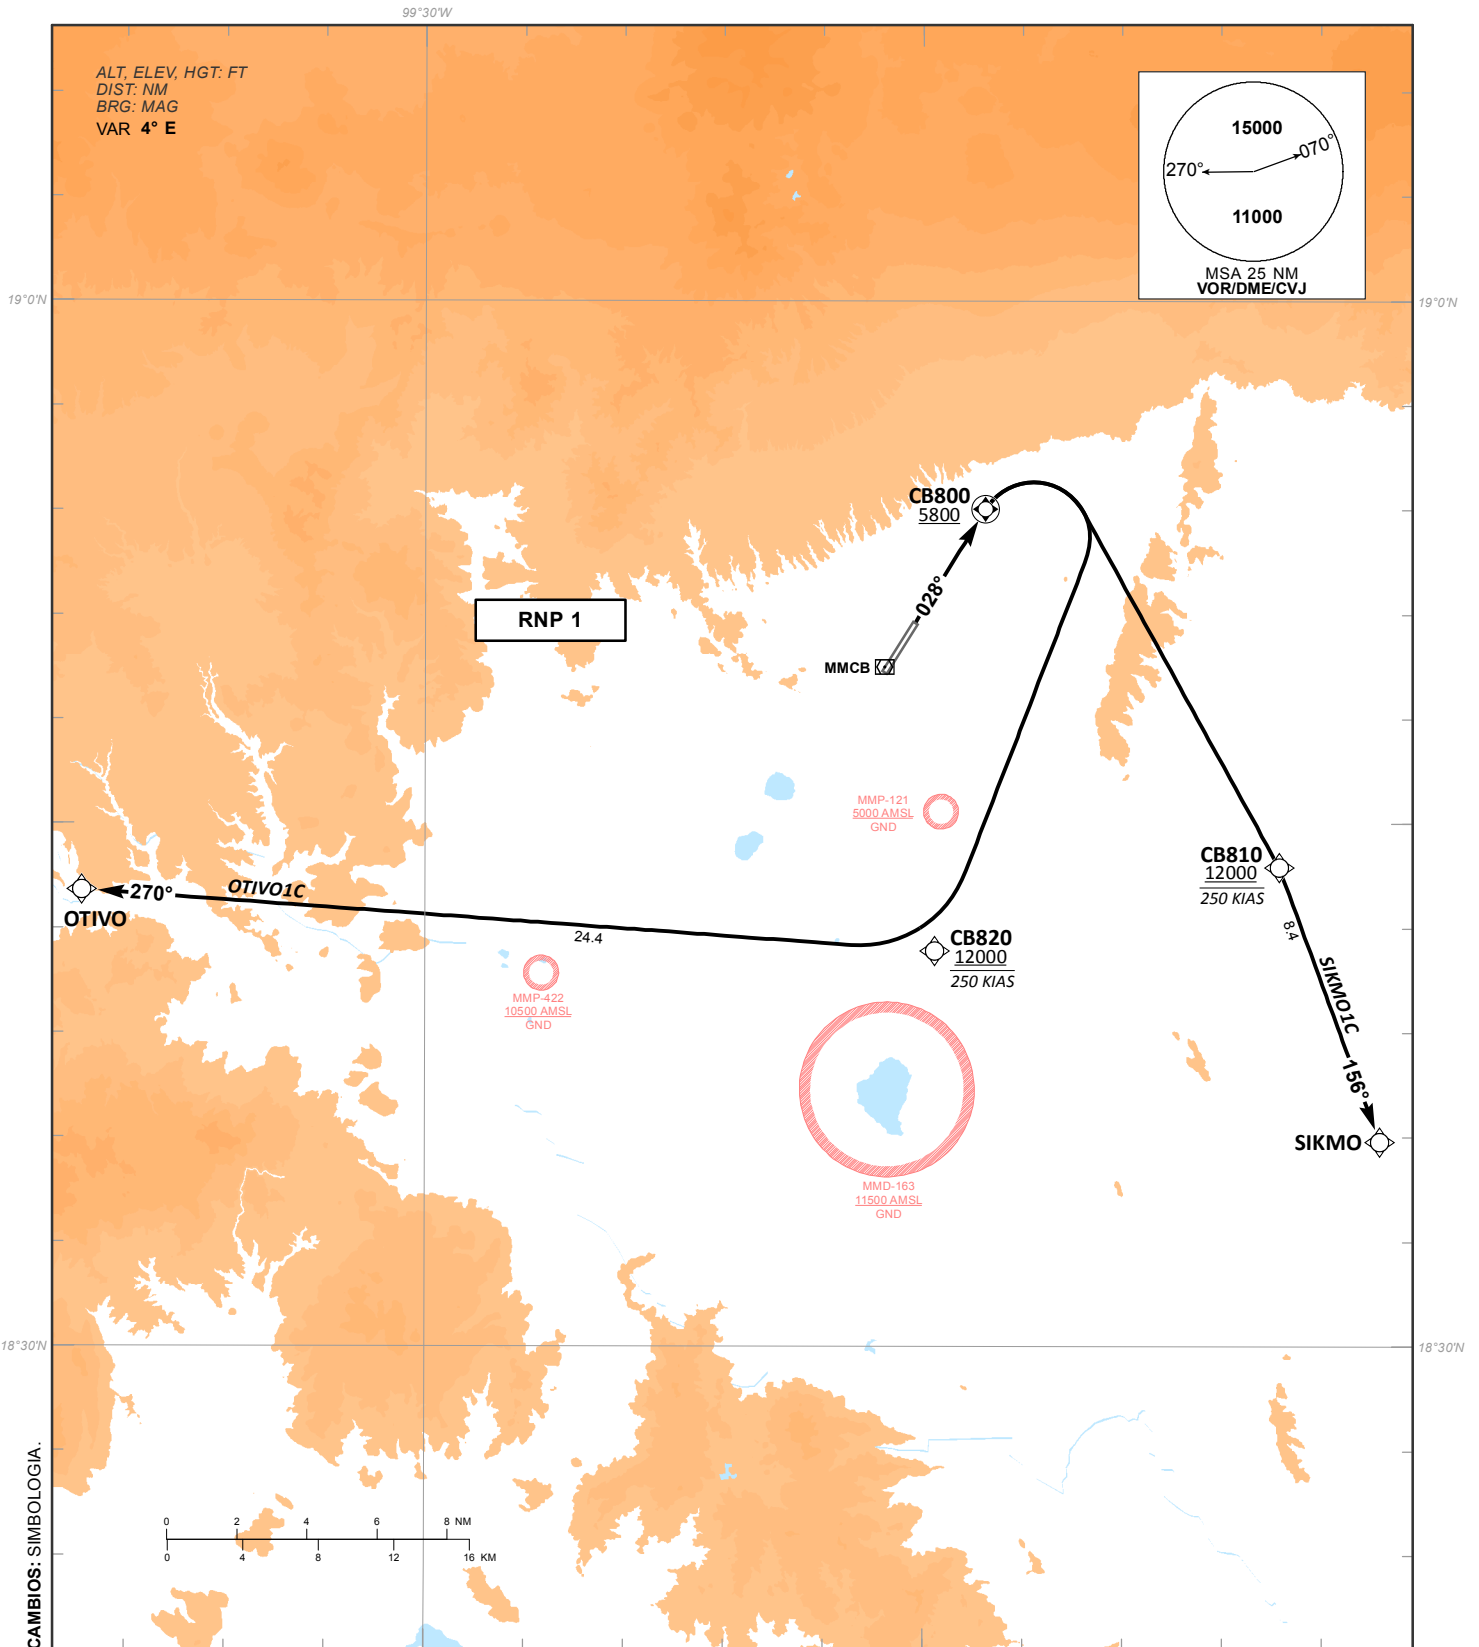 99°30'W
ALT, ELEV, HGT: FT
DIST: NM
BRG: MAG
VAR 4° E
15000
070°
270°
11000
MSA 25 NM
VOR/DME/CVJ
19°0'N
19°0'N
CB800
5800
028°
RNP 1
MMCB
MMP-121
5000 AMSL
GND
CB810
12000
250 KIAS
270°
OTIVO1C
OTIVO
24.4
CB820
12000
250 KIAS
8.4
SIKMO1C
MMP-422
10500 AMSL
GND
156°
SIKMO
MMD-163
11500 AMSL
GND
18°30'N
18°30'N
0 2 4 6 8 NM
0 4 8 12 16 KM
CAMBIOS: SIMBOLOGIA.